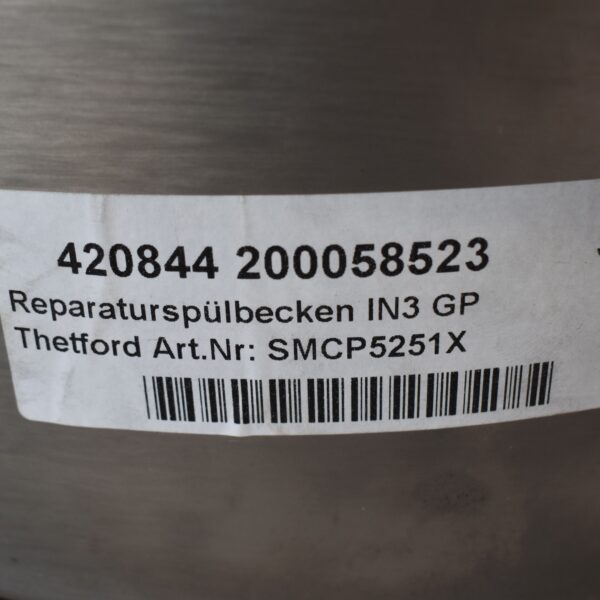 420844 200058523
Reparaturspülbecken IN3 GP
Thetford Art.Nr: SMCP5251X